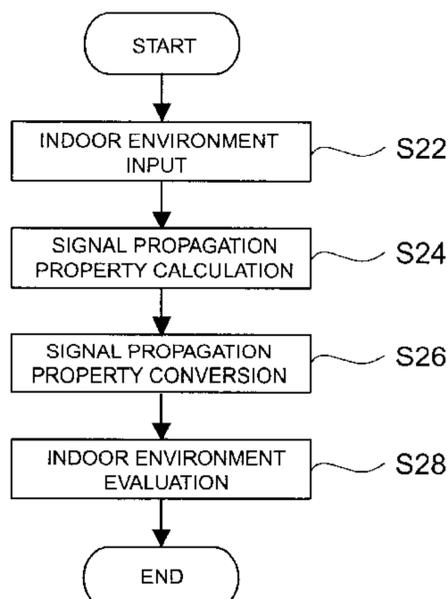 START
INDOOR ENVIRONMENT
INPUT
S22
SIGNAL PROPAGATION
PROPERTY CALCULATION
S24
SIGNAL PROPAGATION
PROPERTY CONVERSION
S26
INDOOR ENVIRONMENT
EVALUATION
S28
END